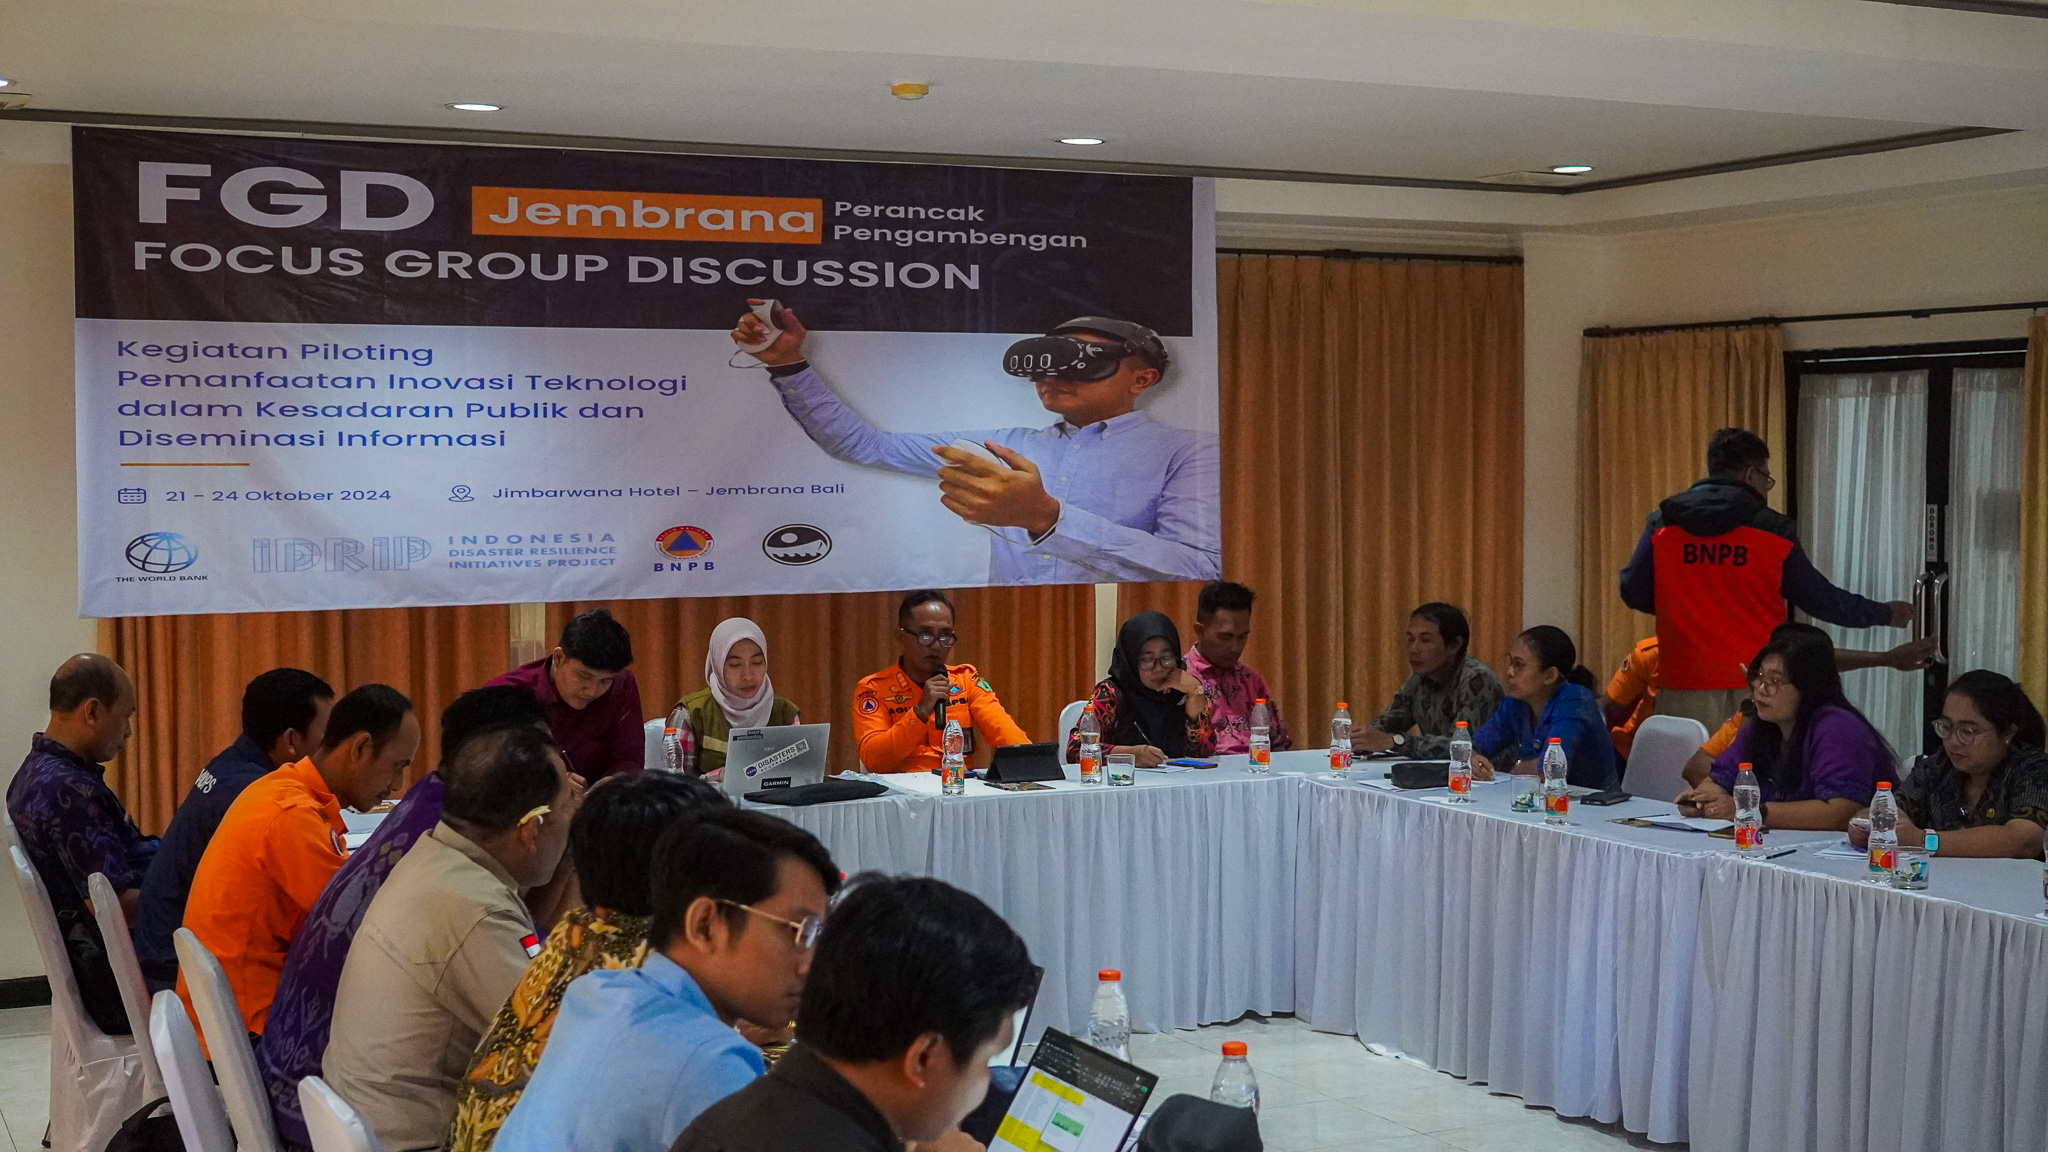 FGD Jembrana
Perancak
Pengambengan
FOCUS GROUP DISCUSSION
Kegiatan Piloting
Pemanfaatan Inovasi Teknologi
dalam Kesadaran Publik dan
Diseminasi Informasi
21 - 24 Oktober 2024
Jimbarwana Hotel - Jembrana Bali
THE WORLD BANK
iDRiP
INDONESIA
DISASTER RESILIENCE
INITIATIVES PROJECT
BNPB
BNPB
DISASTERS
GARMIN